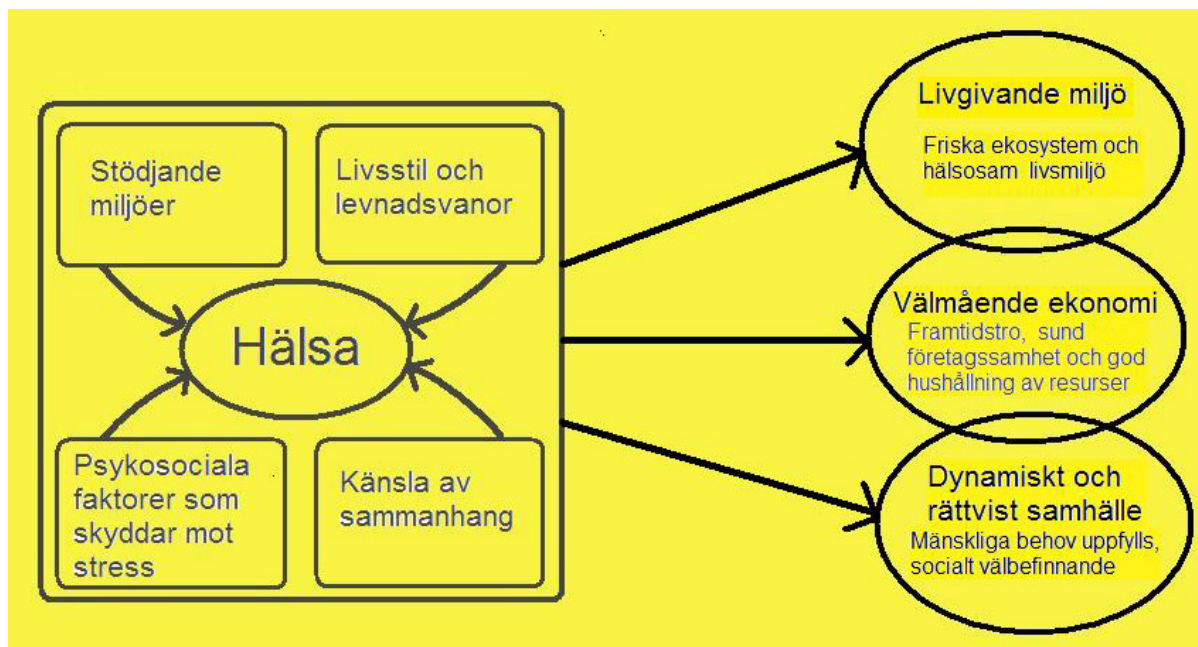 Stödjande
miljöer
Livsstil och
levnadsvanor
Hälsa
Psykosociala
faktorer som
skyddar mot
stress
Känsla av
sammanhang
Livgivande miljö
Friska ekosystem och
hälsosam livsmiljö
Välmående ekonomi
Framtidstro, sund
företagssamhet och god
hushållning av resurser
Dynamiskt och
rättvist samhälle
Mänskliga behov uppfylls,
socialt välbefinnande